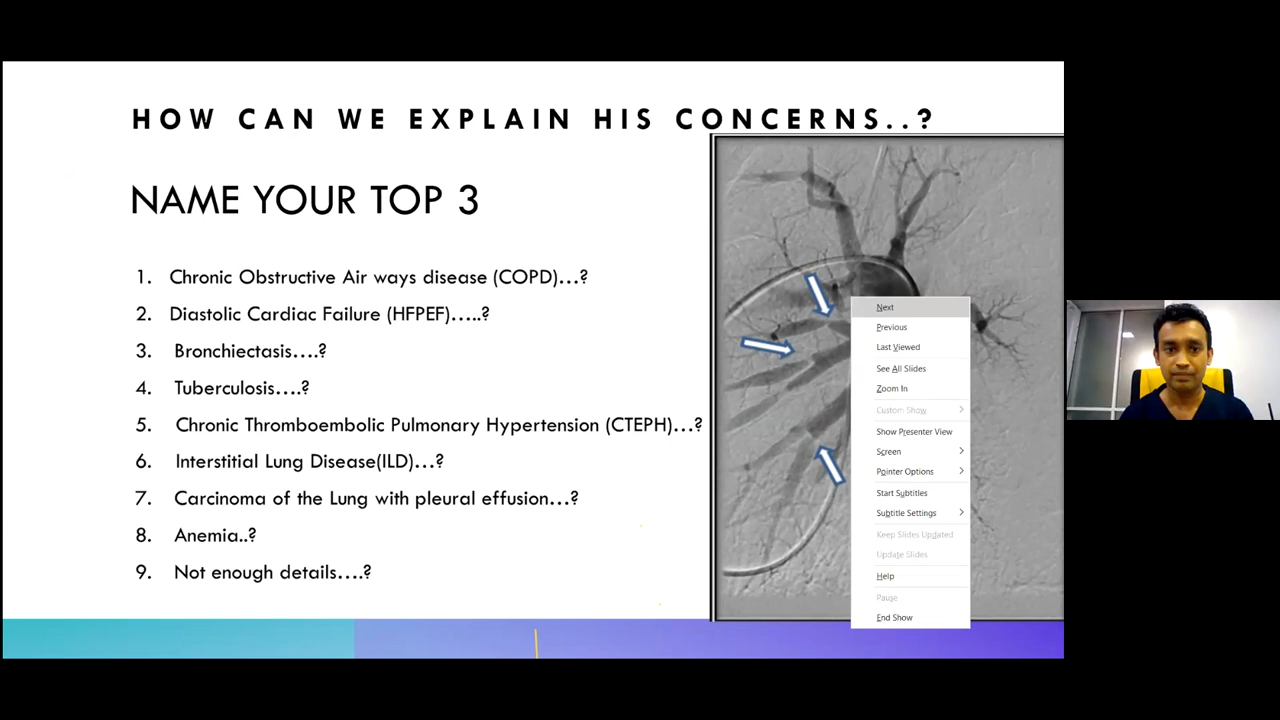 HOW CAN WE EXPLAIN HIS CONCERNS..?
NAME YOUR TOP 3
1. Chronic Obstructive Air ways disease (COPD)...?
2. Diastolic Cardiac Failure (HFPEF).....?
3. Bronchiectasis....?
4. Tuberculosis....?
5. Chronic Thromboembolic Pulmonary Hypertension (CTEPH)...?
6. Interstitial Lung Disease(ILD)...?
7. Carcinoma of the Lung with pleural effusion...?
8. Anemia..?
9. Not enough details....?
Next
Previous
Last Viewed
See All Slides
Zoom In
Custom Show
Show Presenter View
Screen
Pointer Options
Start Subtitles
Subtitle Settings
Keep Slides Updated
Update Slides
Help
Pause
End Show